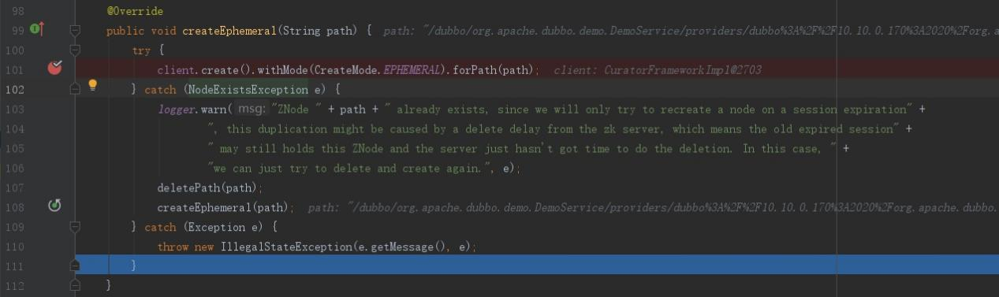 98 @Override
99 public void createEphemeral(String path) { path: "/dubbo/org.apache.dubbo.demo.DemoService/providers/dubbo%3A%2F%2F10.10.0.170%3A2020%2Forg.a
100 try {
101 client.create().withMode(CreateMode.EPHEMERAL).forPath(path); client: CuratorFrameworkImpl@2703
102 } catch (NodeExistsException e) {
103 logger.warn( msg: "ZNode " + path + " already exists, since we will only try to recreate a node on a session expiration" +
104 ", this duplication might be caused by a delete delay from the zk server, which means the old expired session" +
105 " may still holds this ZNode and the server just hasn't got time to do the deletion. In this case, " +
106 "we can just try to delete and create again.", e);
107 deletePath(path);
108 createEphemeral(path); path: "/dubbo/org.apache.dubbo.demo.DemoService/providers/dubbo%3A%2F%2F10.10.0.170%3A2020%2Forg.apache.dubbo.
109 } catch (Exception e) {
110 throw new IllegalStateException(e.getMessage(), e);
111 }
112 }